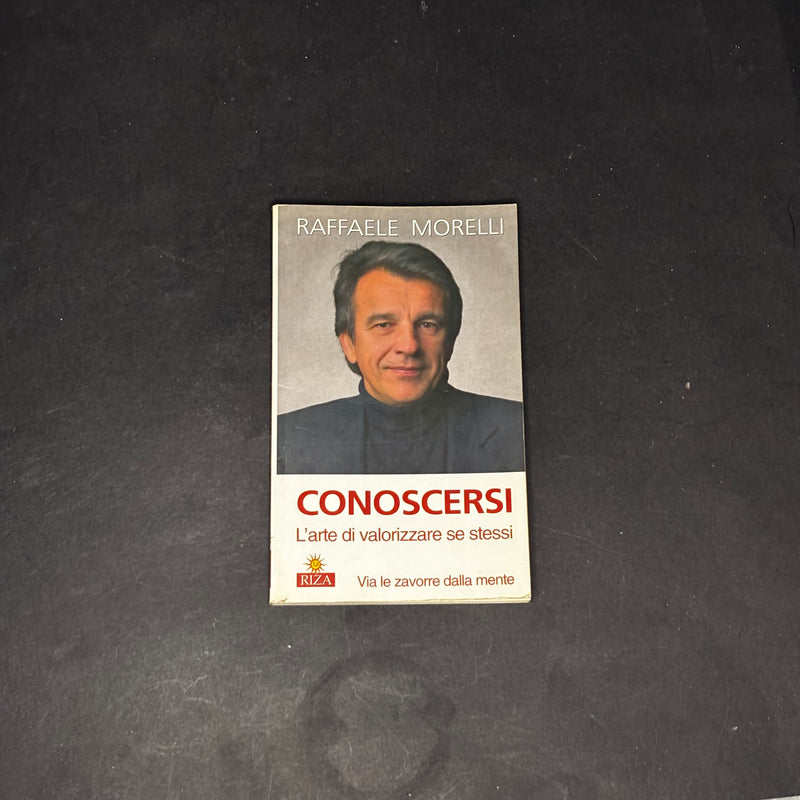 RAFFAELE MORELLI
CONOSCERSI
L'arte di valorizzare se stessi
RIZA
Via le zavorre dalla mente